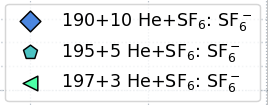 190+10 He+SF₆: SF₆⁻
195+5 He+SF₆: SF₆⁻
197+3 He+SF₆: SF₆⁻